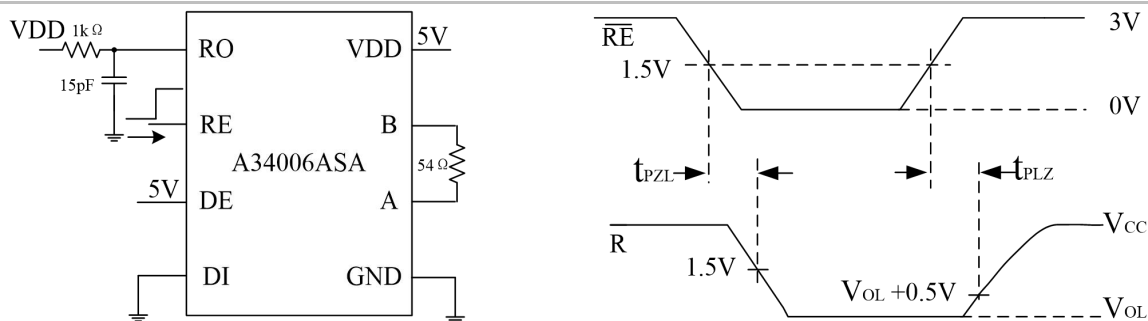 VDD 1kΩ
15pF
RO
RE
DE
DI
VDD
B
A
GND
A34006ASA
5V
5V
54Ω
RE
1.5V
3V
0V
tPZL
tPLZ
R
1.5V
VOL +0.5V
VCC
VOL